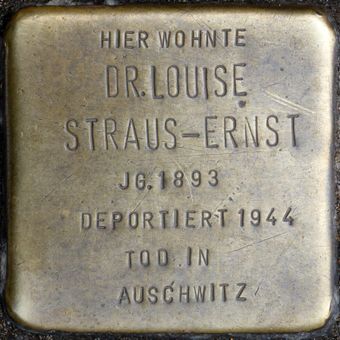 HIER WOHNTE
DR. LOUISE
STRAUS-ERNST
JG. 1893
DEPORTIERT 1944
TOD IN
AUSCHWITZ